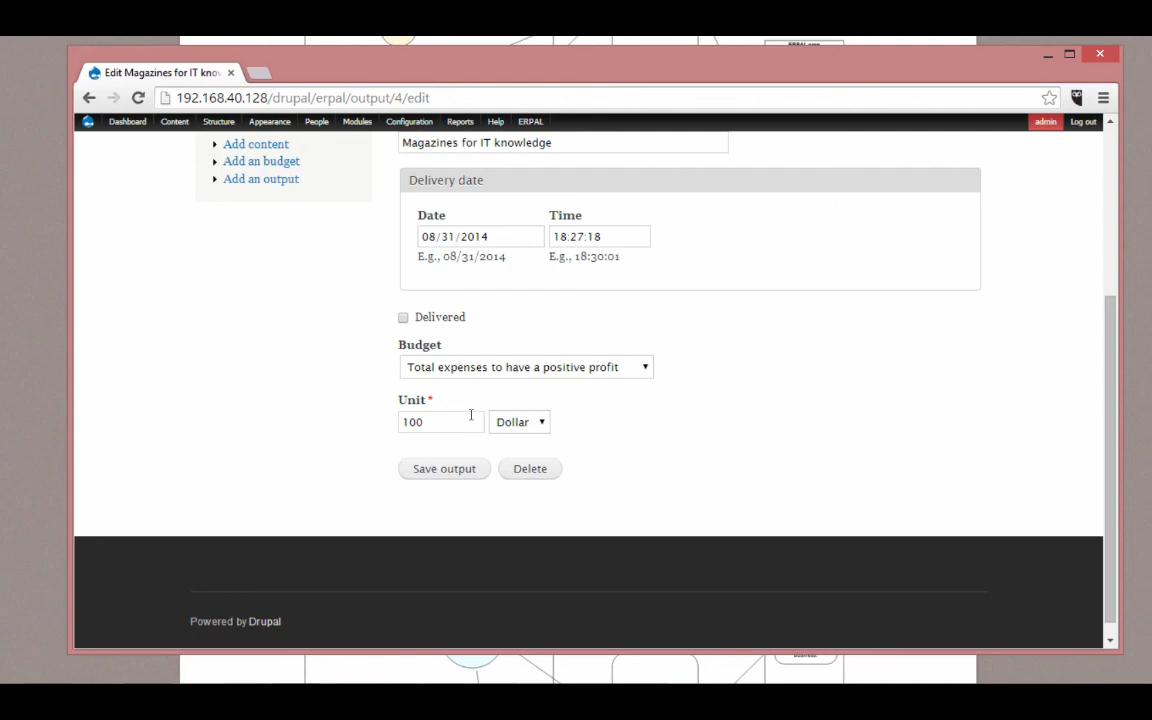 ERPAL app
Edit Magazines for IT kno
192.168.40.128/drupal/erpal/output/4/edit
Dashboard Content Structure Appearance People Modules Configuration Reports Help ERPAL admin Log out
Add content
Add an budget
Add an output
Magazines for IT knowledge
Delivery date
Date Time
08/31/2014 18:27:18
E.g., 08/31/2014 E.g., 18:30:01
Delivered
Budget
Total expenses to have a positive profit
Unit *
100 Dollar
Save output Delete
Powered by Drupal